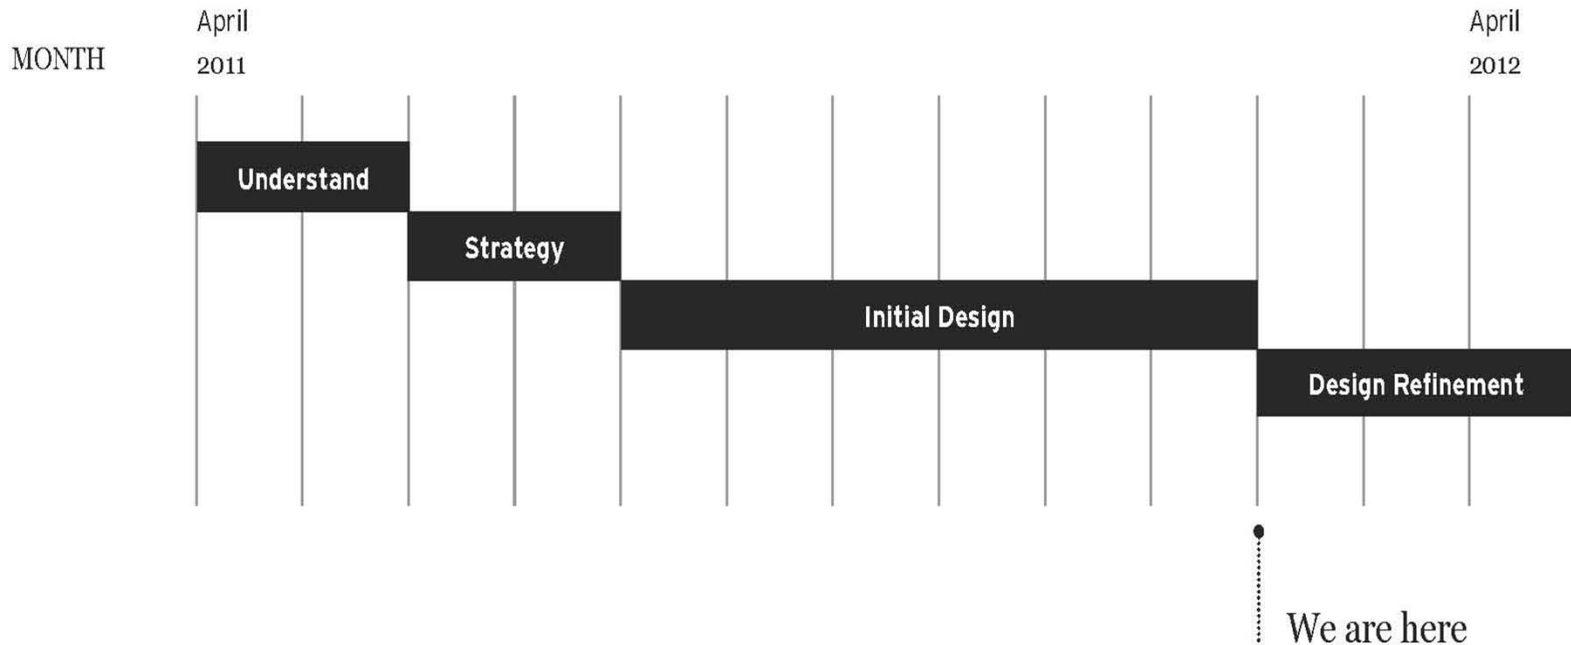 April
April
MONTH
2011
2012
Understand
Strategy
Initial Design
Design Refinement
We are here